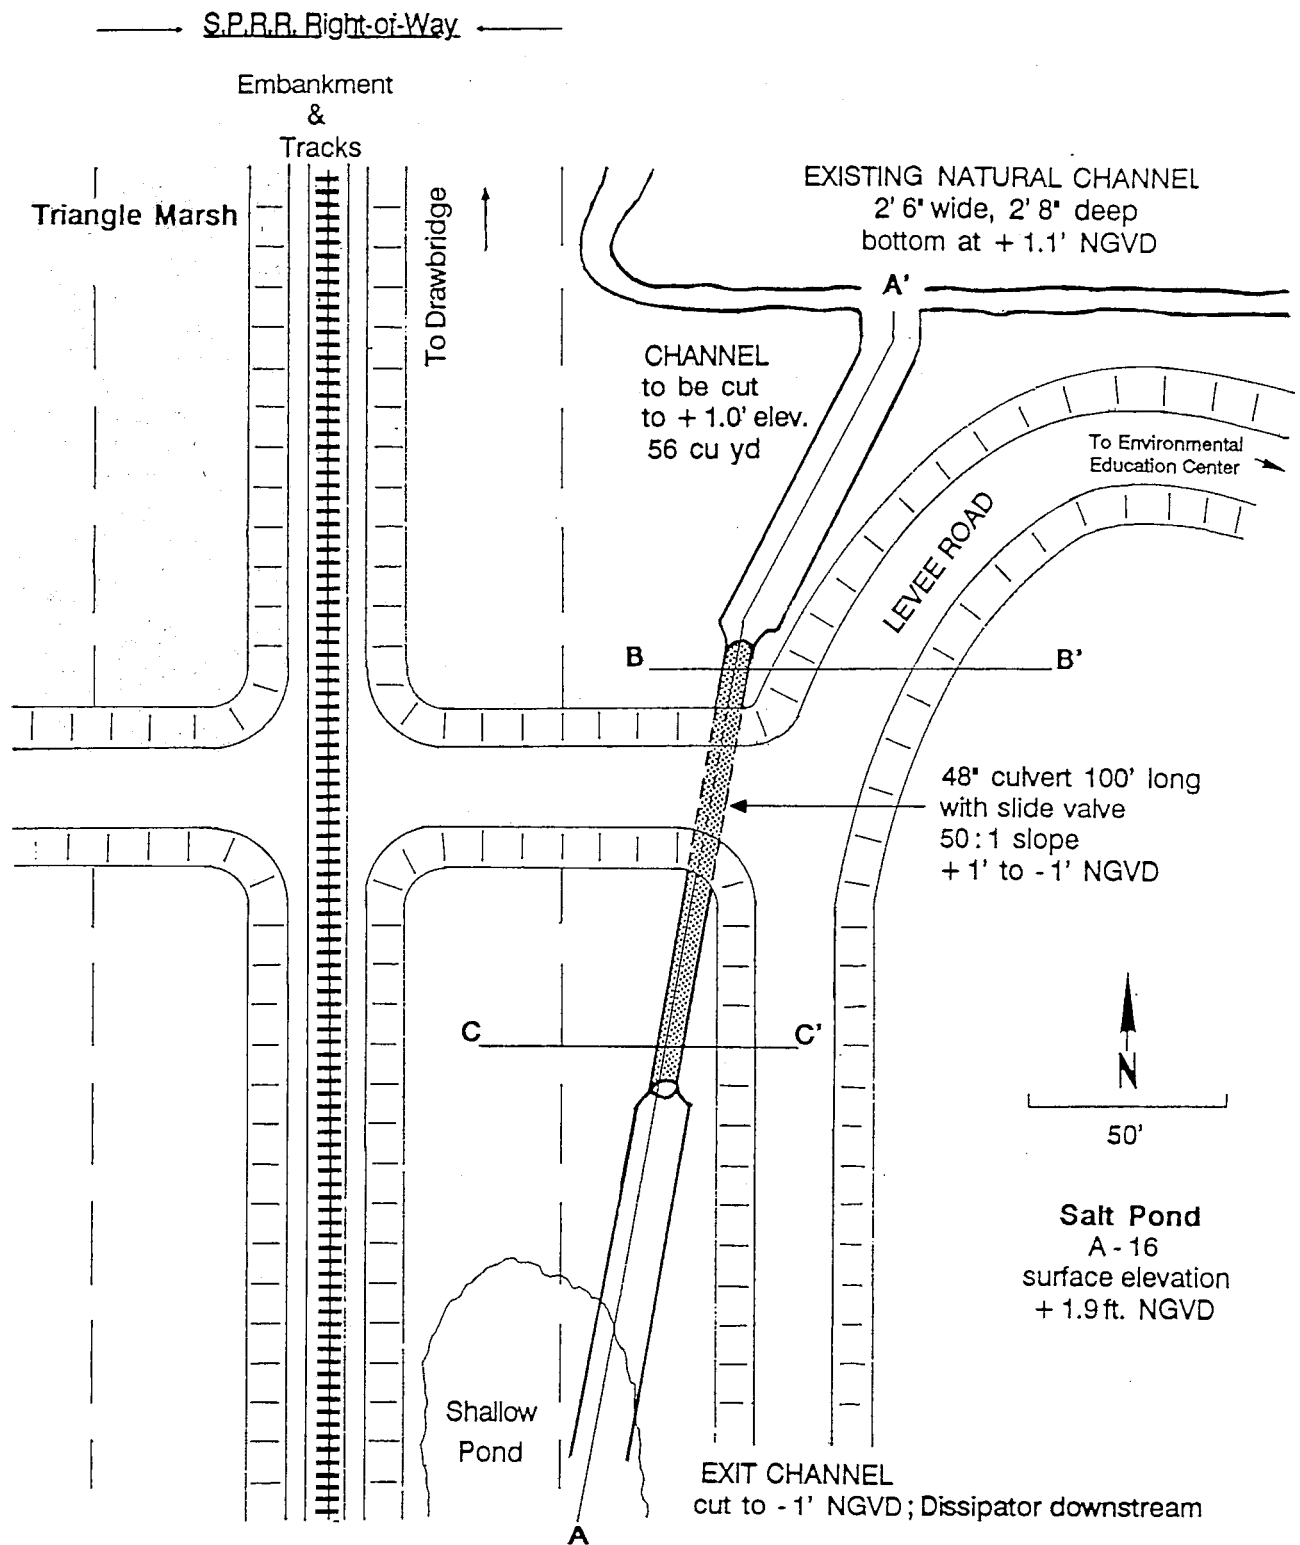 S.P.R.R. Right-of-Way
Embankment
&
Tracks
Triangle Marsh
To Drawbridge
EXISTING NATURAL CHANNEL
2' 6" wide, 2' 8" deep
bottom at + 1.1' NGVD
A'
CHANNEL
to be cut
to + 1.0' elev.
56 cu yd
To Environmental
Education Center
LEVEE ROAD
B
B'
48" culvert 100' long
with slide valve
50:1 slope
+ 1' to - 1' NGVD
C
C'
N
50'
Salt Pond
A - 16
surface elevation
+ 1.9 ft. NGVD
Shallow
Pond
EXIT CHANNEL
cut to - 1' NGVD; Dissipator downstream
A